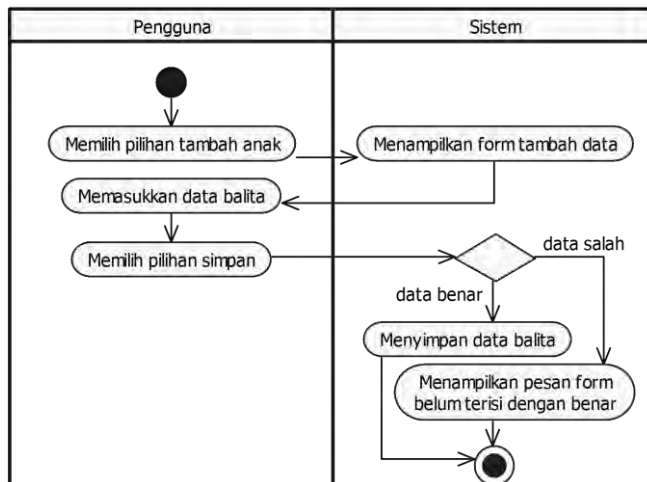 Pengguna
Sistem
Memilih pilihan tambah anak
Menampilkan form tambah data
Memasukkan data balita
Memilih pilihan simpan
data salah
data benar
Menyimpan data balita
Menampilkan pesan form
belum terisi dengan benar